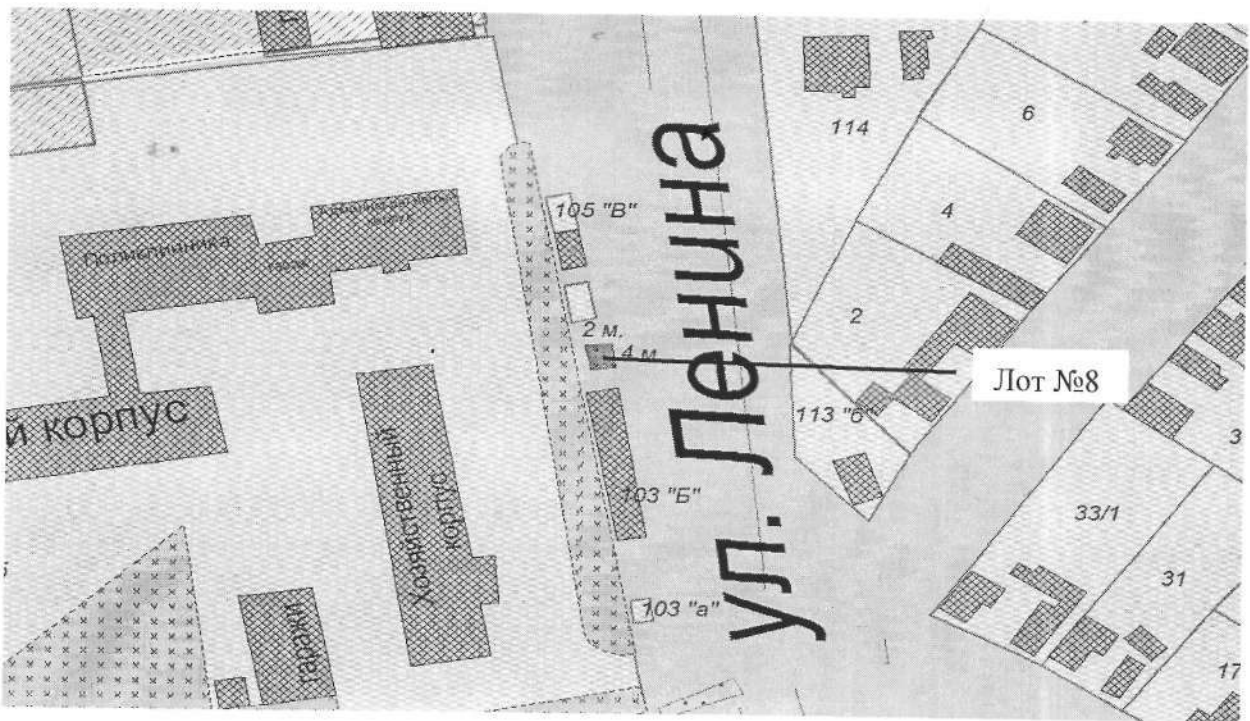 114
6
4
2
105 "В"
2 м.
4 м
ул. Ленина
Лот №8
Поликлиника
й корпус
Хозяйственный
корпус
гаражи
103 "Б"
103 "а"
113 "б"
33/1
31
3
17